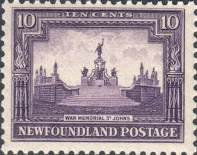 TEN CENTS
10 10
WAR MEMORIAL ST JOHNS
NEWFOUNDLAND POSTAGE